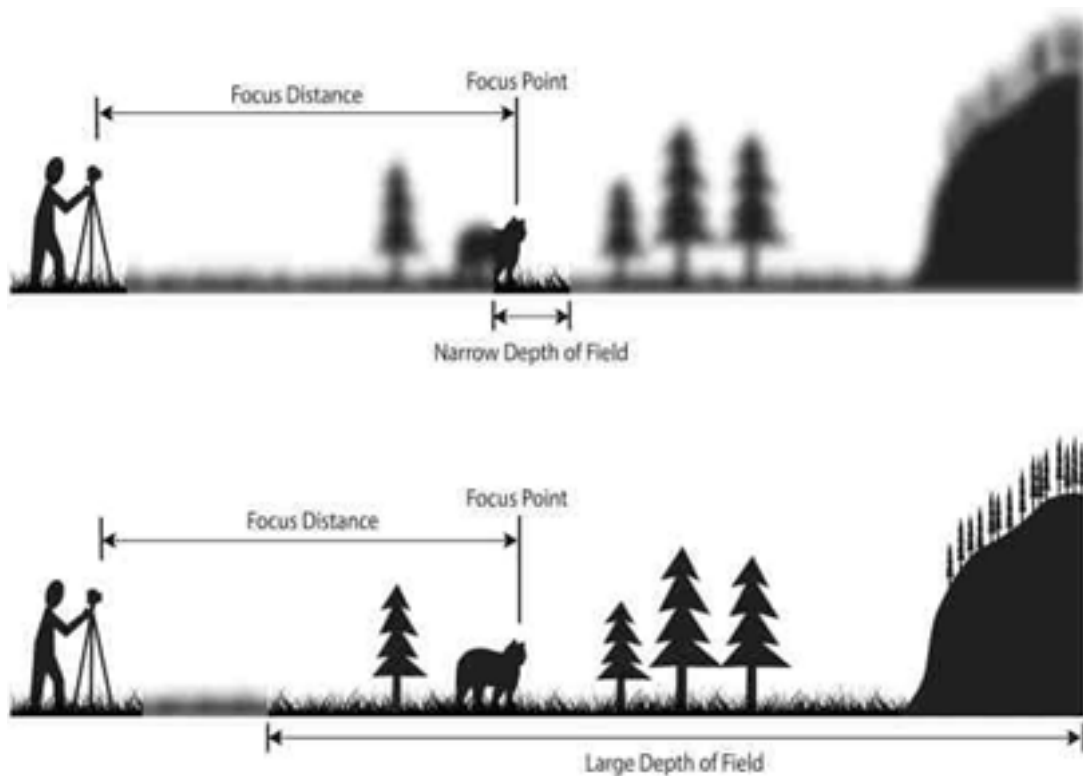 Focus Point
Focus Distance
Narrow Depth of Field
Focus Point
Focus Distance
Large Depth of Field